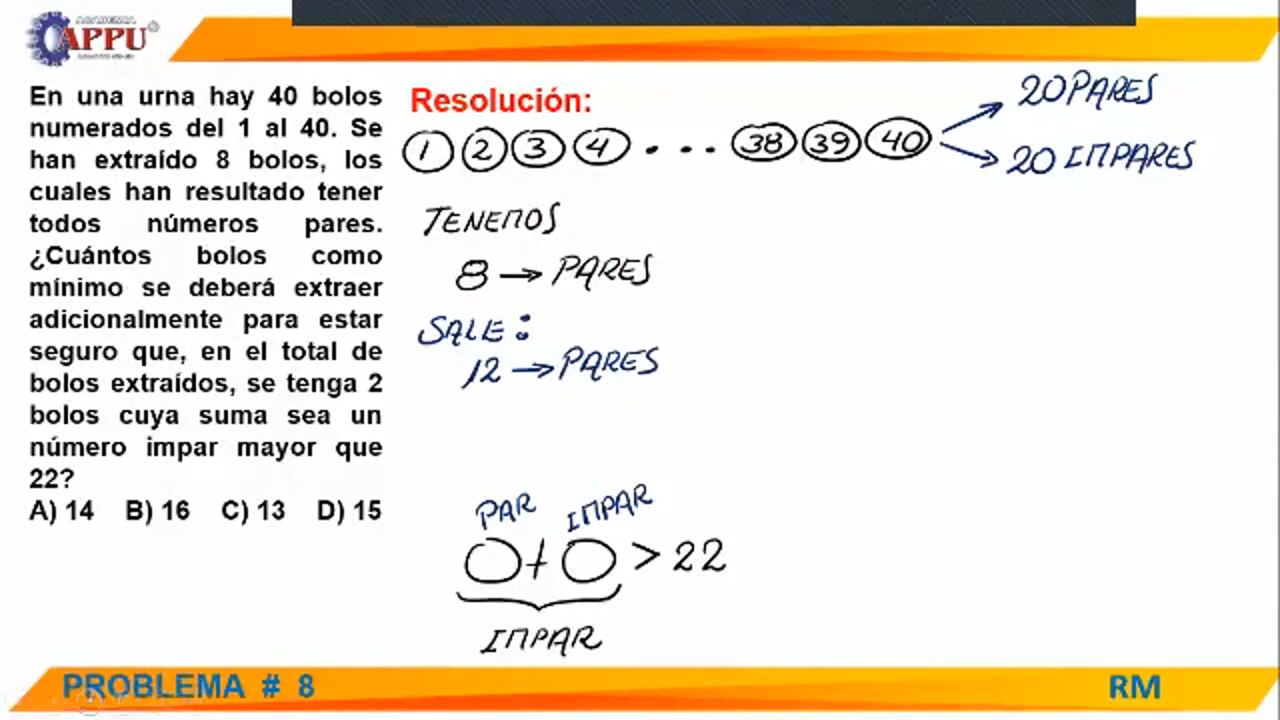 ACADEMIA
APPU
En una urna hay 40 bolos
numerados del 1 al 40. Se
han extraído 8 bolos, los
cuales han resultado tener
todos números pares.
¿Cuántos bolos como
mínimo se deberá extraer
adicionalmente para estar
seguro que, en el total de
bolos extraídos, se tenga 2
bolos cuya suma sea un
número impar mayor que
22?
A) 14 B) 16 C) 13 D) 15
Resolución:
1 2 3 4 . . . 38 39 40
20 PARES
20 IMPARES
TENEMOS
8 → PARES
SALE:
12 → PARES
PAR IMPAR
O + O > 22
IMPAR
PROBLEMA # 8
RM